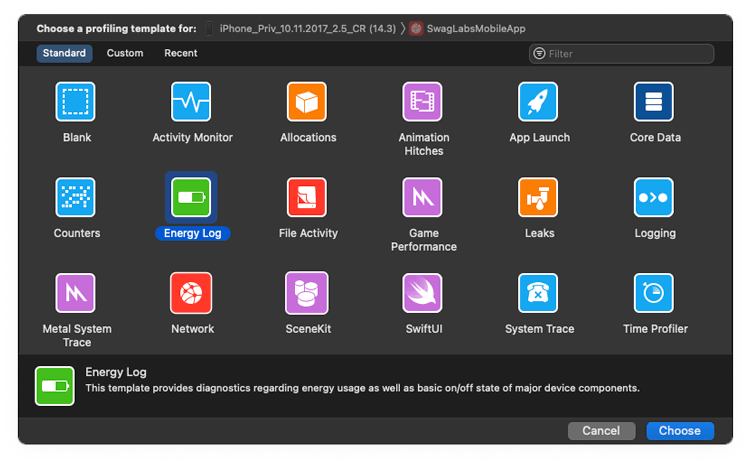 Choose a profiling template for: iPhone_Priv_10.11.2017_2.5_CR (14.3) 〉 SwagLabsMobileApp
Standard Custom Recent Filter
Blank Activity Monitor Allocations Animation Hitches App Launch Core Data
Counters Energy Log File Activity Game Performance Leaks Logging
Metal System Trace Network SceneKit SwiftUI System Trace Time Profiler
Energy Log
This template provides diagnostics regarding energy usage as well as basic on/off state of major device components.
Cancel Choose